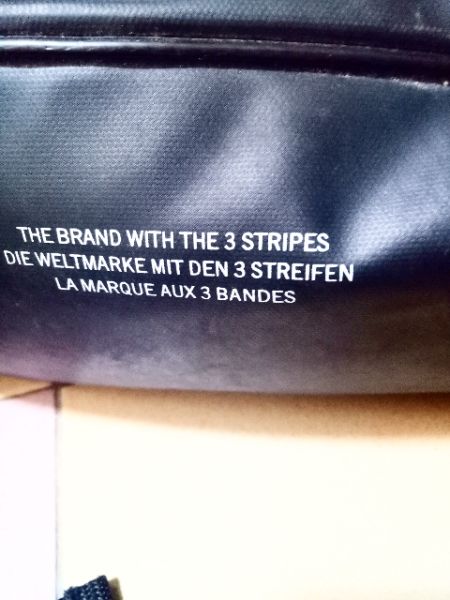 THE BRAND WITH THE 3 STRIPES
DIE WELTMARKE MIT DEN 3 STREIFEN
LA MARQUE AUX 3 BANDES